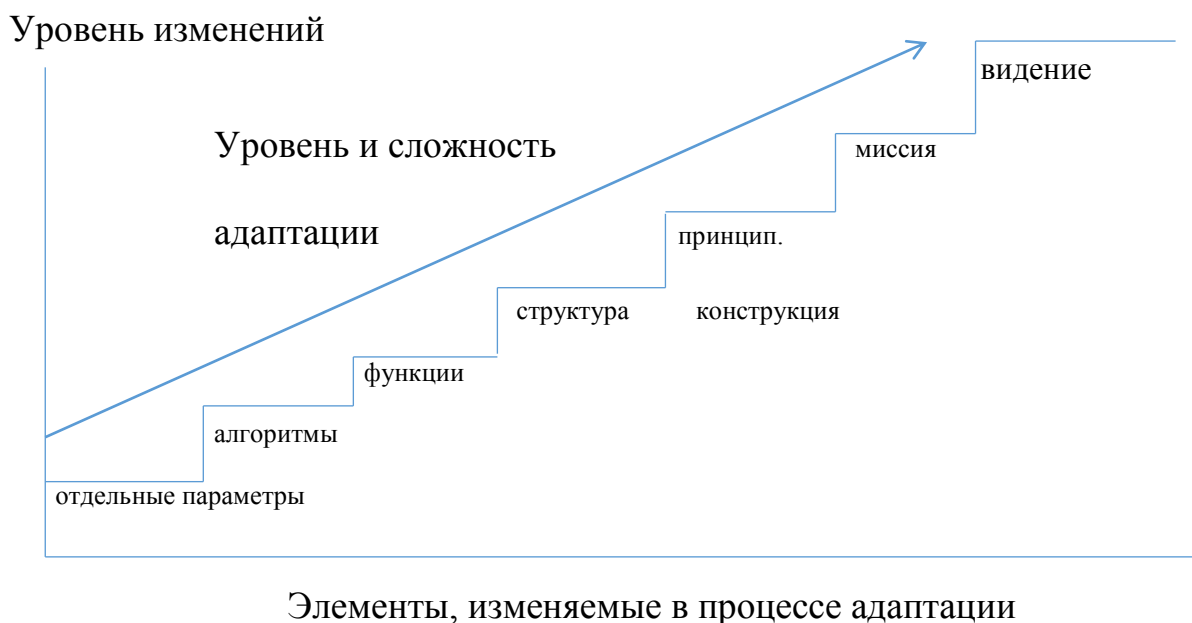 Уровень изменений
видение
Уровень и сложность
миссия
адаптации
принцип.
структура
конструкция
функции
алгоритмы
отдельные параметры
Элементы, изменяемые в процессе адаптации